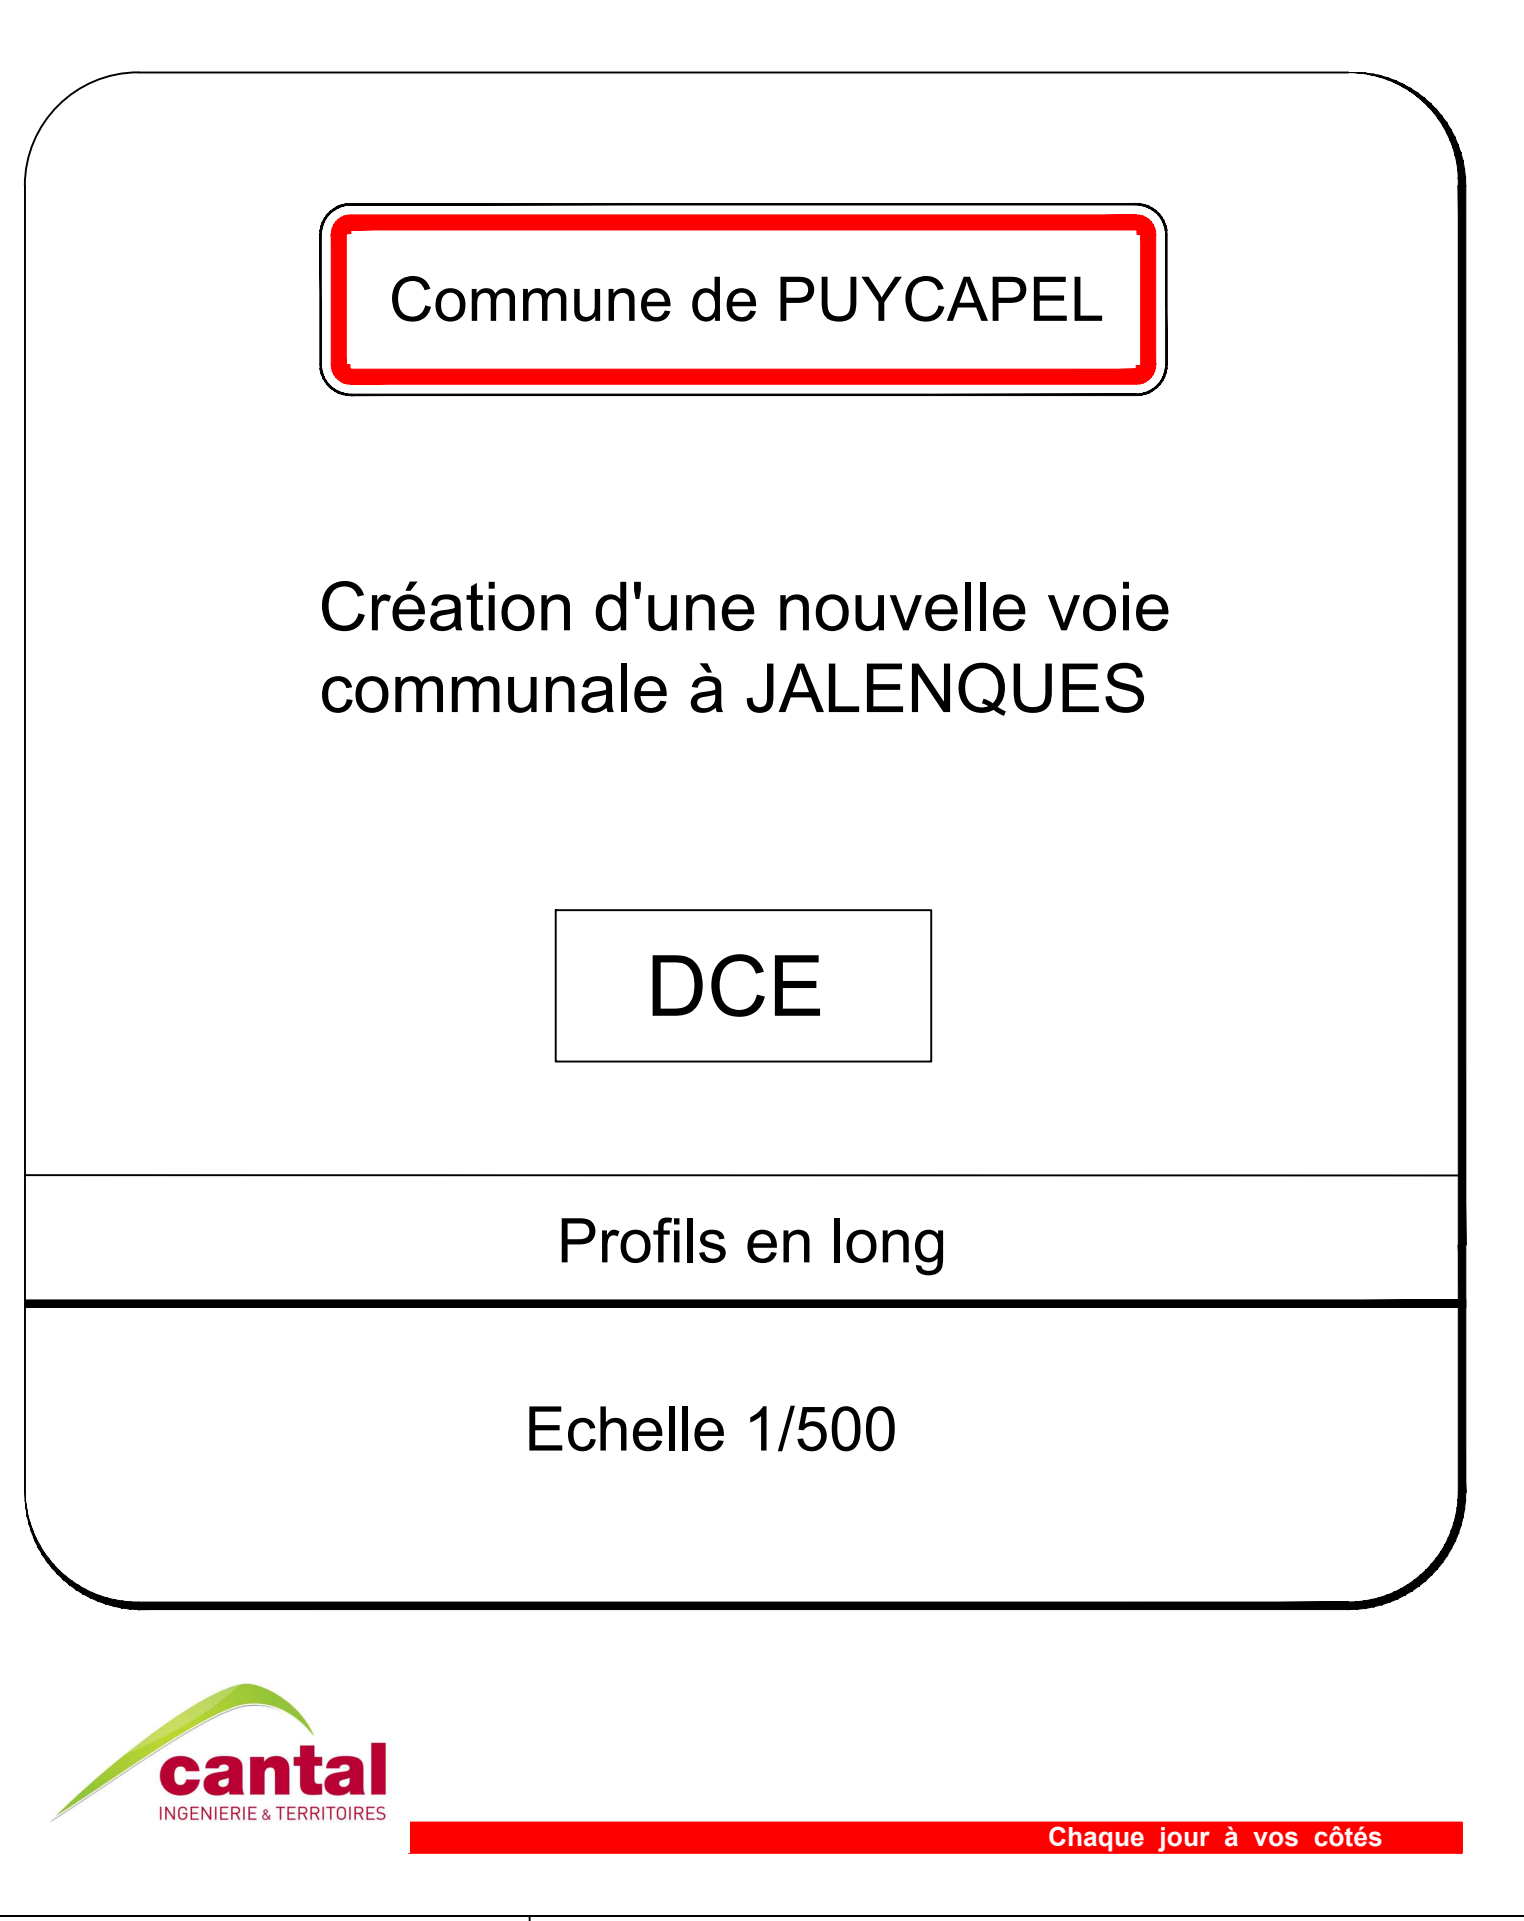 Commune de PUYCAPEL
Création d'une nouvelle voie
communale à JALENQUES
DCE
Profils en long
Echelle 1/500
cantal
INGENIERIE & TERRITOIRES
Chaque jour à vos côtés